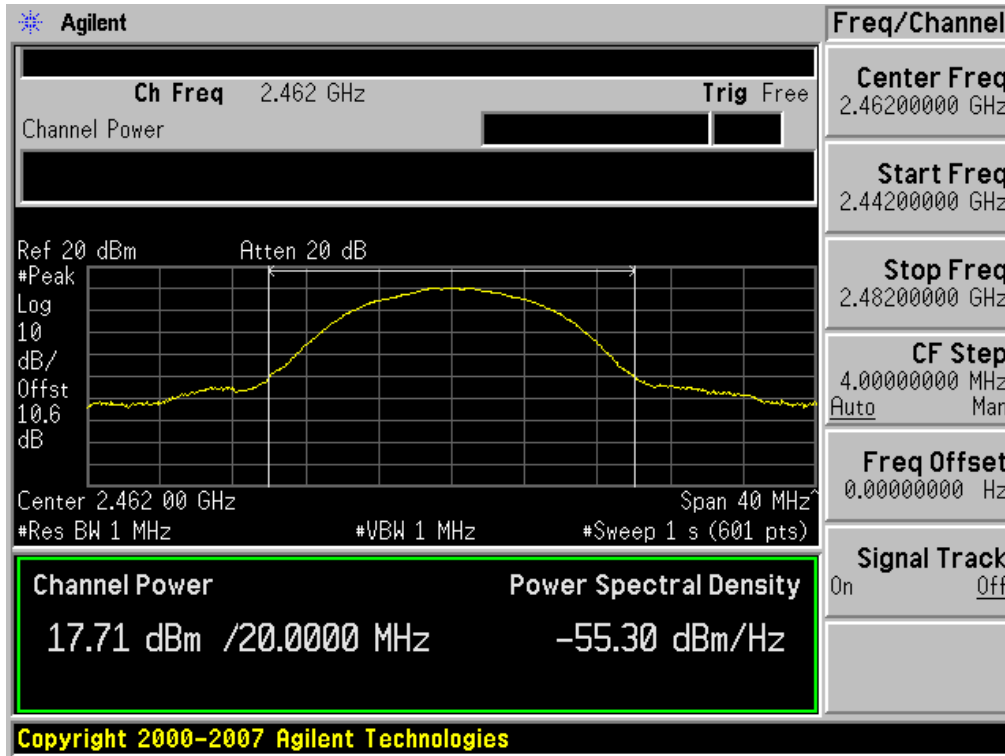 Agilent
Freq/Channel
Ch Freq 2.462 GHz Trig Free
Channel Power
Center Freq
2.46200000 GHz
Start Freq
2.44200000 GHz
Stop Freq
2.48200000 GHz
CF Step
4.00000000 MHz
Auto Man
Freq Offset
0.00000000 Hz
Signal Track
On Off
Ref 20 dBm Atten 20 dB
#Peak
Log
10
dB/
Offst
10.6
dB
Center 2.462 00 GHz Span 40 MHz^
#Res BW 1 MHz #VBW 1 MHz #Sweep 1 s (601 pts)
Channel Power Power Spectral Density
17.71 dBm /20.0000 MHz -55.30 dBm/Hz
Copyright 2000-2007 Agilent Technologies